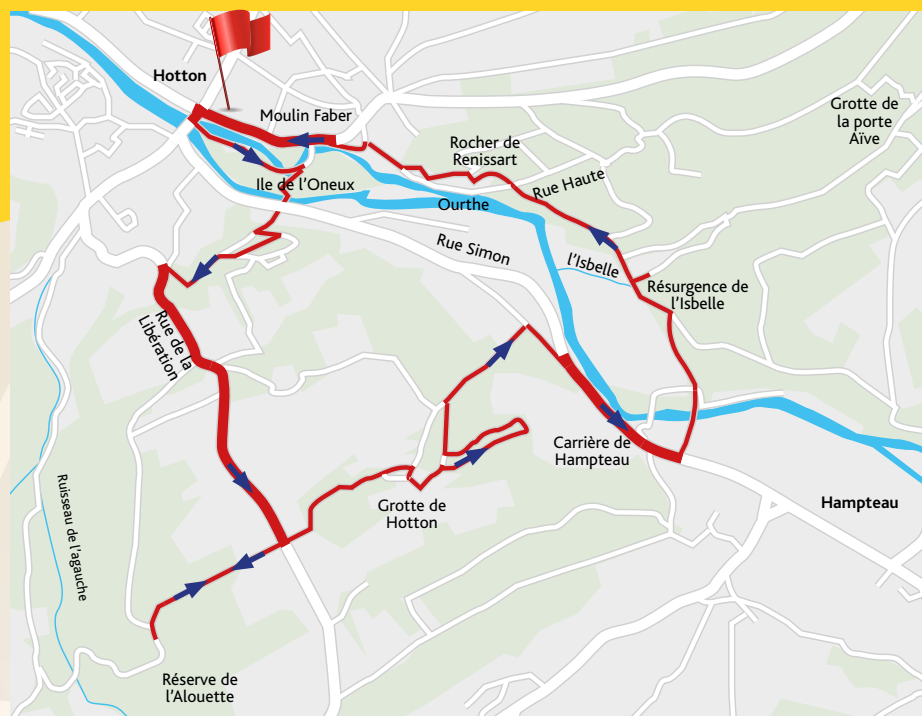 Hotton
Moulin Faber
Grotte de
la porte
Aïve
Rocher de
Renissart
Ile de l'Oneux
Rue Haute
Ourthe
Rue Simon
l'Isbelle
Résurgence de
l'Isbelle
Rue de la
Libération
Carrière de
Hampteau
Ruisseau de l'agauche
Grotte de
Hotton
Hampteau
Réserve de
l'Alouette